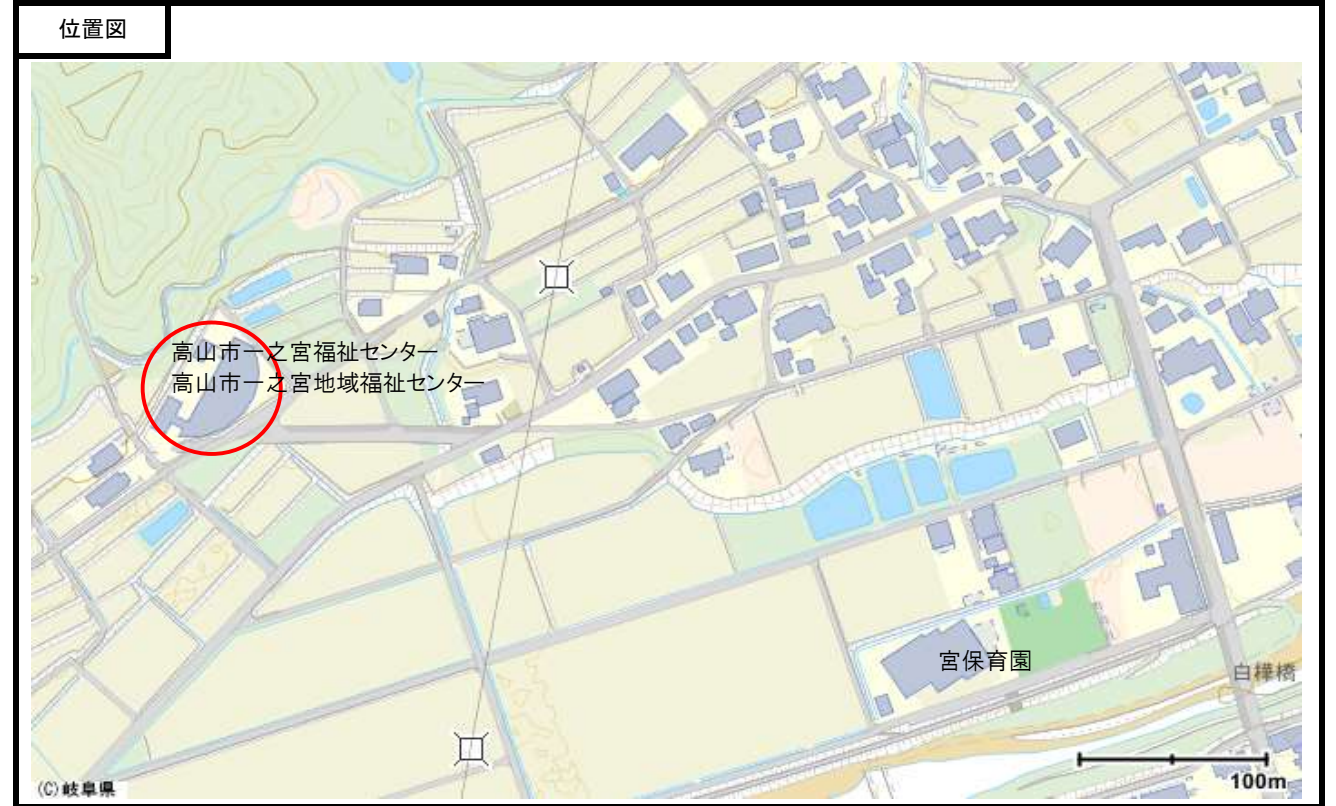 位置図
高山市一之宮福祉センター
高山市一之宮地域福祉センター
宮保育園
白樺橋
100m
(C)岐阜県